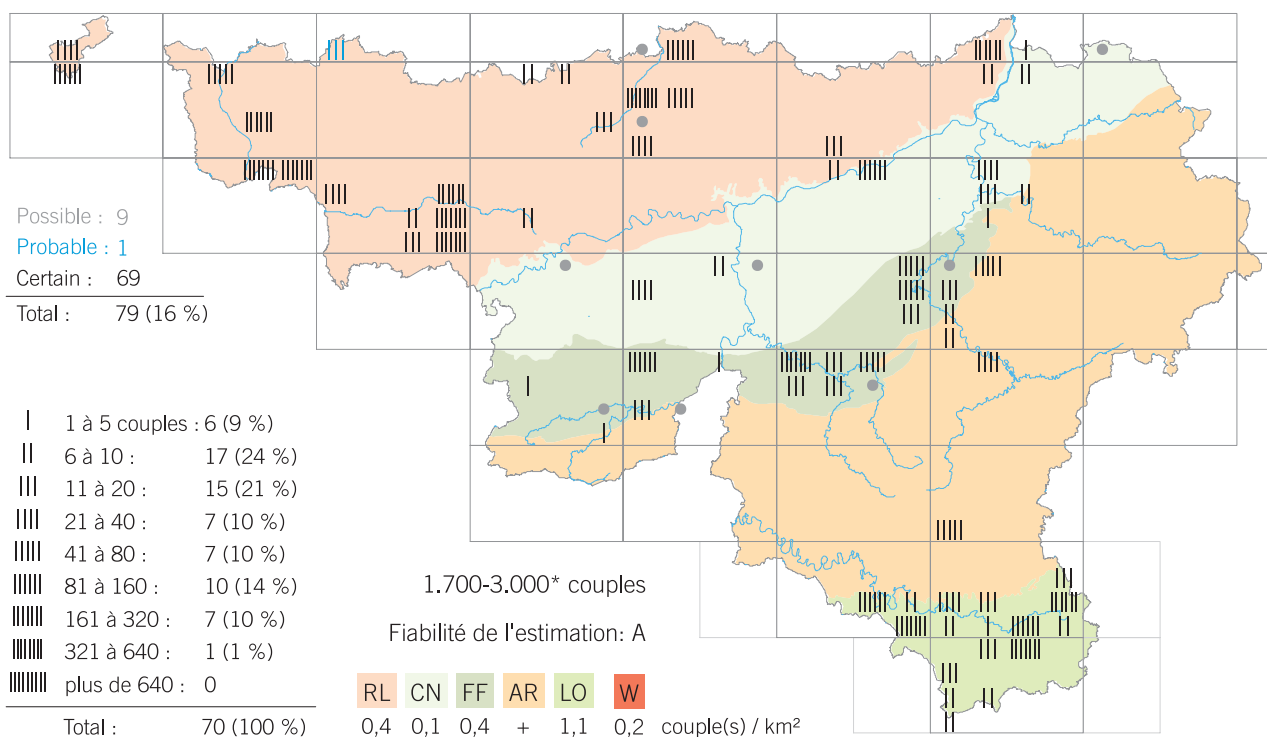 Possible : 9
Probable : 1
Certain : 69
Total : 79 (16 %)
1 à 5 couples : 6 (9 %)
6 à 10 : 17 (24 %)
11 à 20 : 15 (21 %)
21 à 40 : 7 (10 %)
41 à 80 : 7 (10 %)
81 à 160 : 10 (14 %)
161 à 320 : 7 (10 %)
321 à 640 : 1 (1 %)
plus de 640 : 0
Total : 70 (100 %)
1.700-3.000* couples
Fiabilité de l'estimation: A
RL CN FF AR LO W
0,4 0,1 0,4 + 1,1 0,2 couple(s) / km²